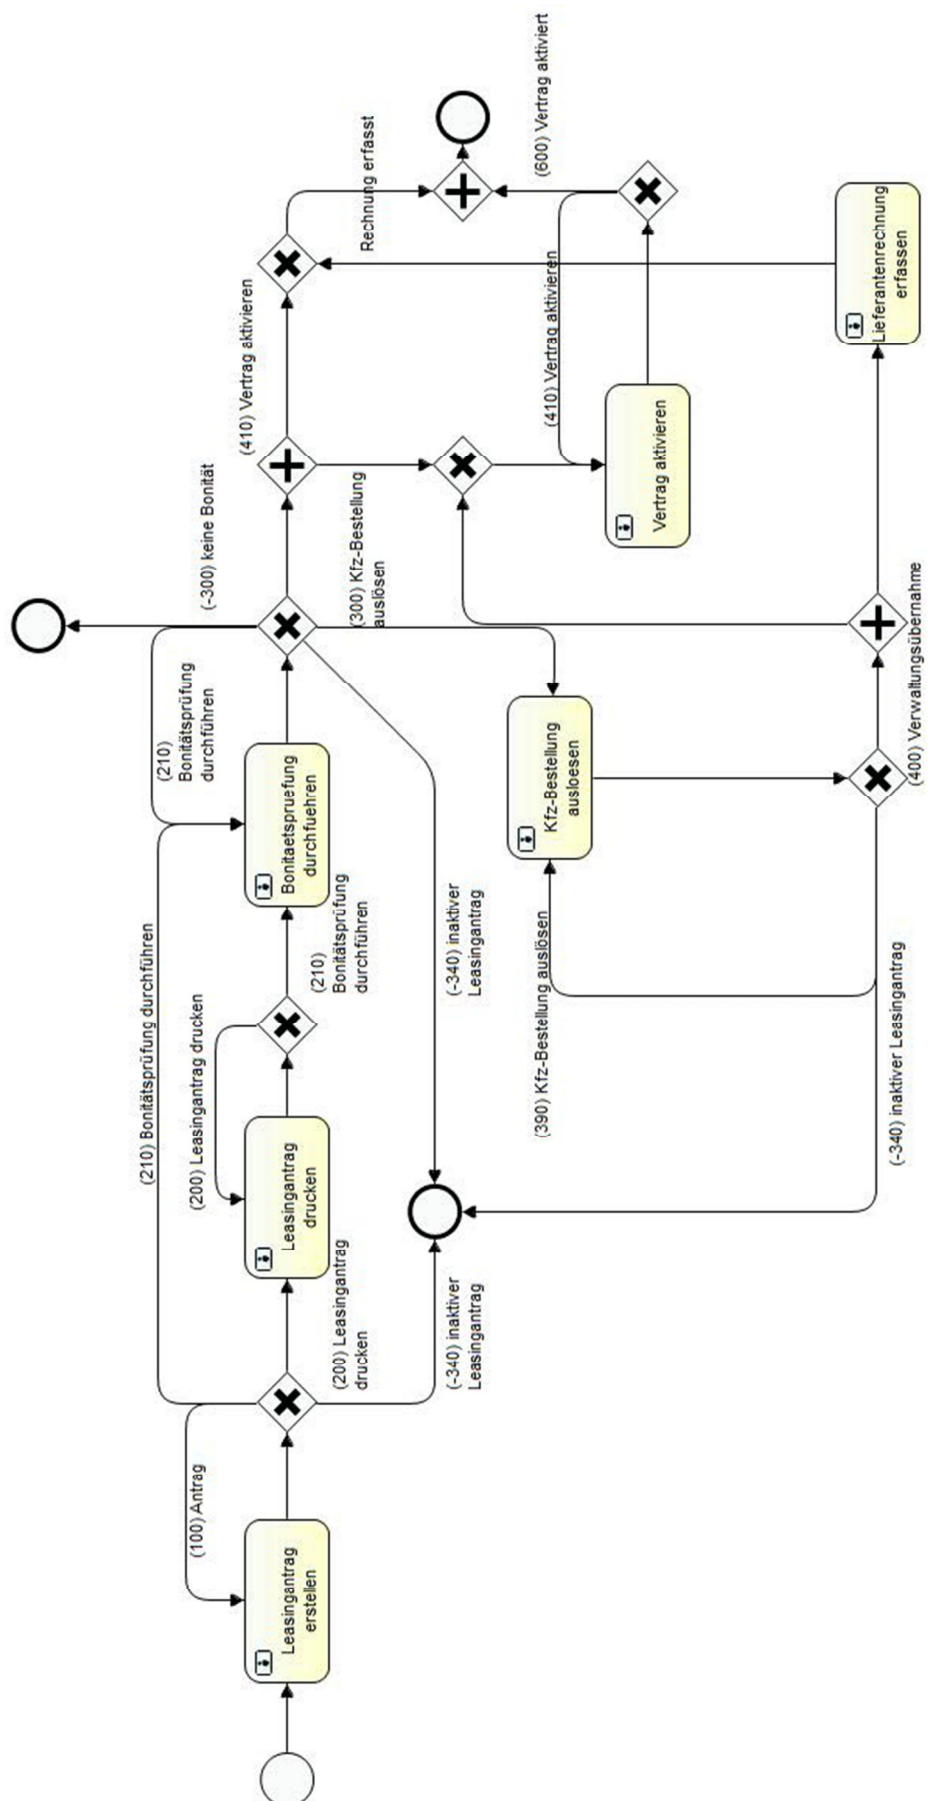 (100) Antrag
Leasingantrag
erstellen
(210) Bonitätsprüfung durchführen
(200) Leasingantrag
drucken
(-340) inaktiver
Leasingantrag
(200) Leasingantrag drucken
Leasingantrag
drucken
(210)
Bonitätsprüfung
durchführen
(-340) inaktiver
Leasingantrag
Bonitaetspruefung
durchfuehren
(210)
Bonitätsprüfung
durchführen
(-300) keine Bonität
(300) Kfz-Bestellung
auslösen
(390) Kfz-Bestellung auslösen
Kfz-Bestellung
ausloesen
(-340) inaktiver Leasingantrag
(400) Verwaltungsübernahme
(410) Vertrag aktivieren
Vertrag aktivieren
(410) Vertrag aktivieren
Rechnung erfasst
(600) Vertrag aktiviert
Lieferantenrechnung
erfassen